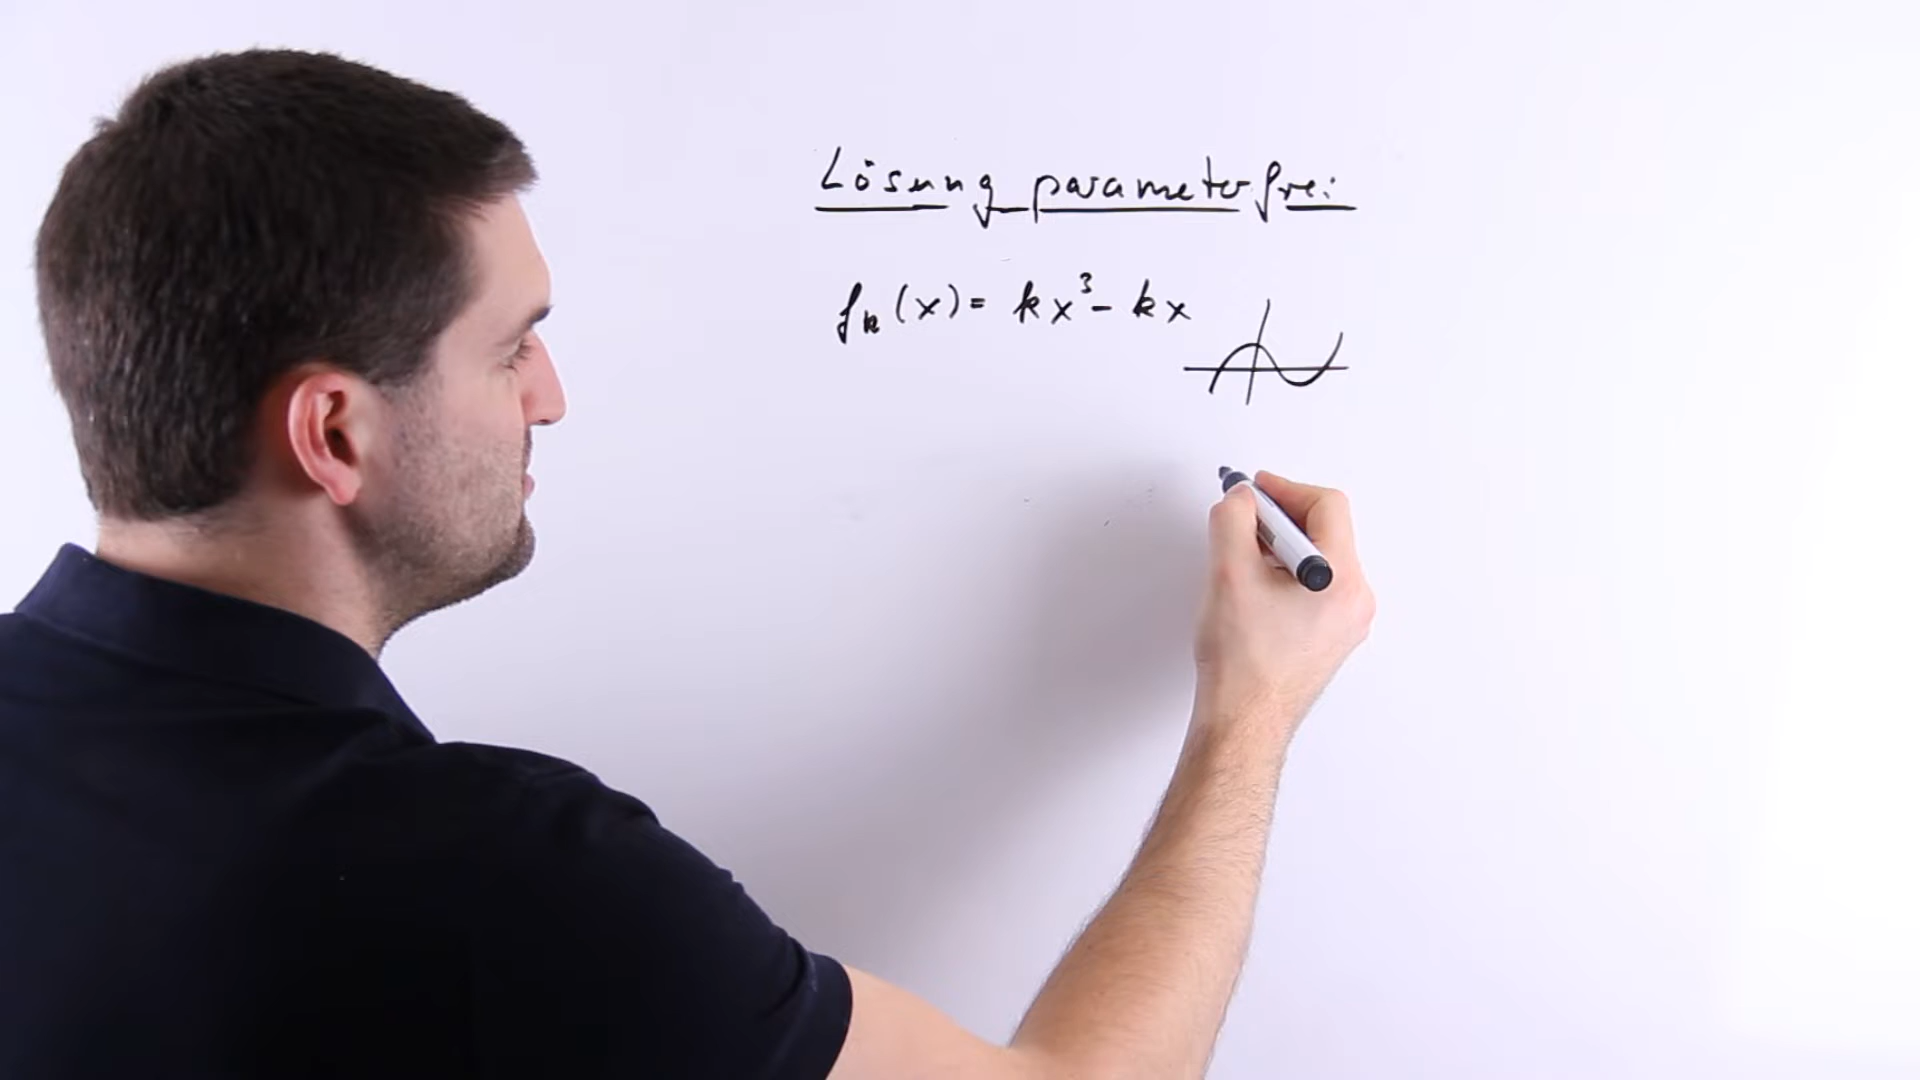 Lösung parameterfrei
fₖ(x) = kx³ - kx